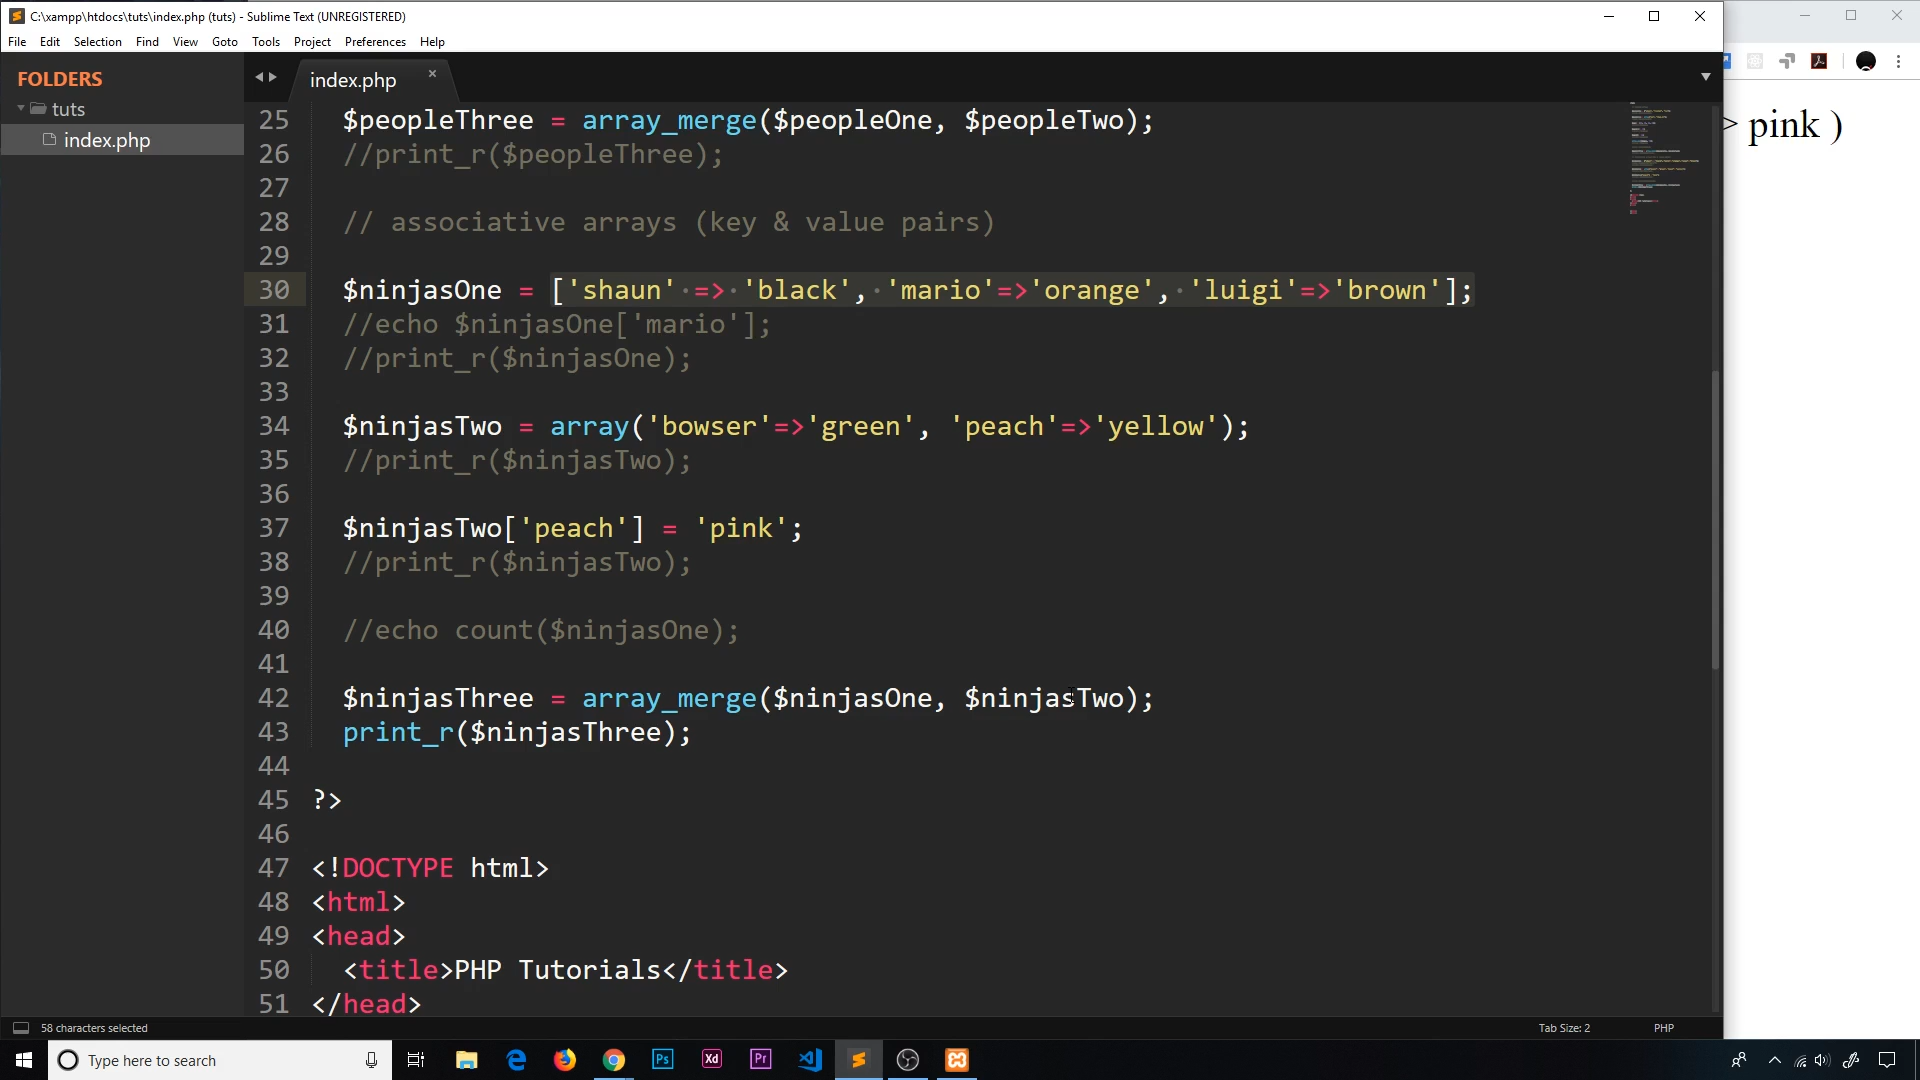 C:\xampp\htdocs\tuts\index.php (tuts) - Sublime Text (UNREGISTERED)
File Edit Selection Find View Goto Tools Project Preferences Help
FOLDERS
tuts
index.php
index.php
25 $peopleThree = array_merge($peopleOne, $peopleTwo);
26 //print_r($peopleThree);
27
28 // associative arrays (key & value pairs)
29
30 $ninjasOne = ['shaun' => 'black', 'mario'=>'orange', 'luigi'=>'brown'];
31 //echo $ninjasOne['mario'];
32 //print_r($ninjasOne);
33
34 $ninjasTwo = array('bowser'=>'green', 'peach'=>'yellow');
35 //print_r($ninjasTwo);
36
37 $ninjasTwo['peach'] = 'pink';
38 //print_r($ninjasTwo);
39
40 //echo count($ninjasOne);
41
42 $ninjasThree = array_merge($ninjasOne, $ninjasTwo);
43 print_r($ninjasThree);
44
45 ?>
46
47 <!DOCTYPE html>
48 <html>
49 <head>
50 <title>PHP Tutorials</title>
51 </head>
> pink )
58 characters selected
Tab Size: 2
PHP
Type here to search
Ps
Xd
Pr